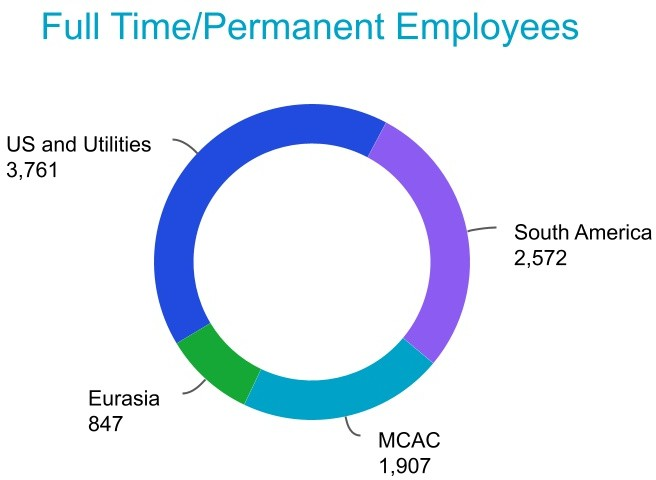 Full Time/Permanent Employees
US and Utilities
3,761
South America
2,572
Eurasia
847
MCAC
1,907